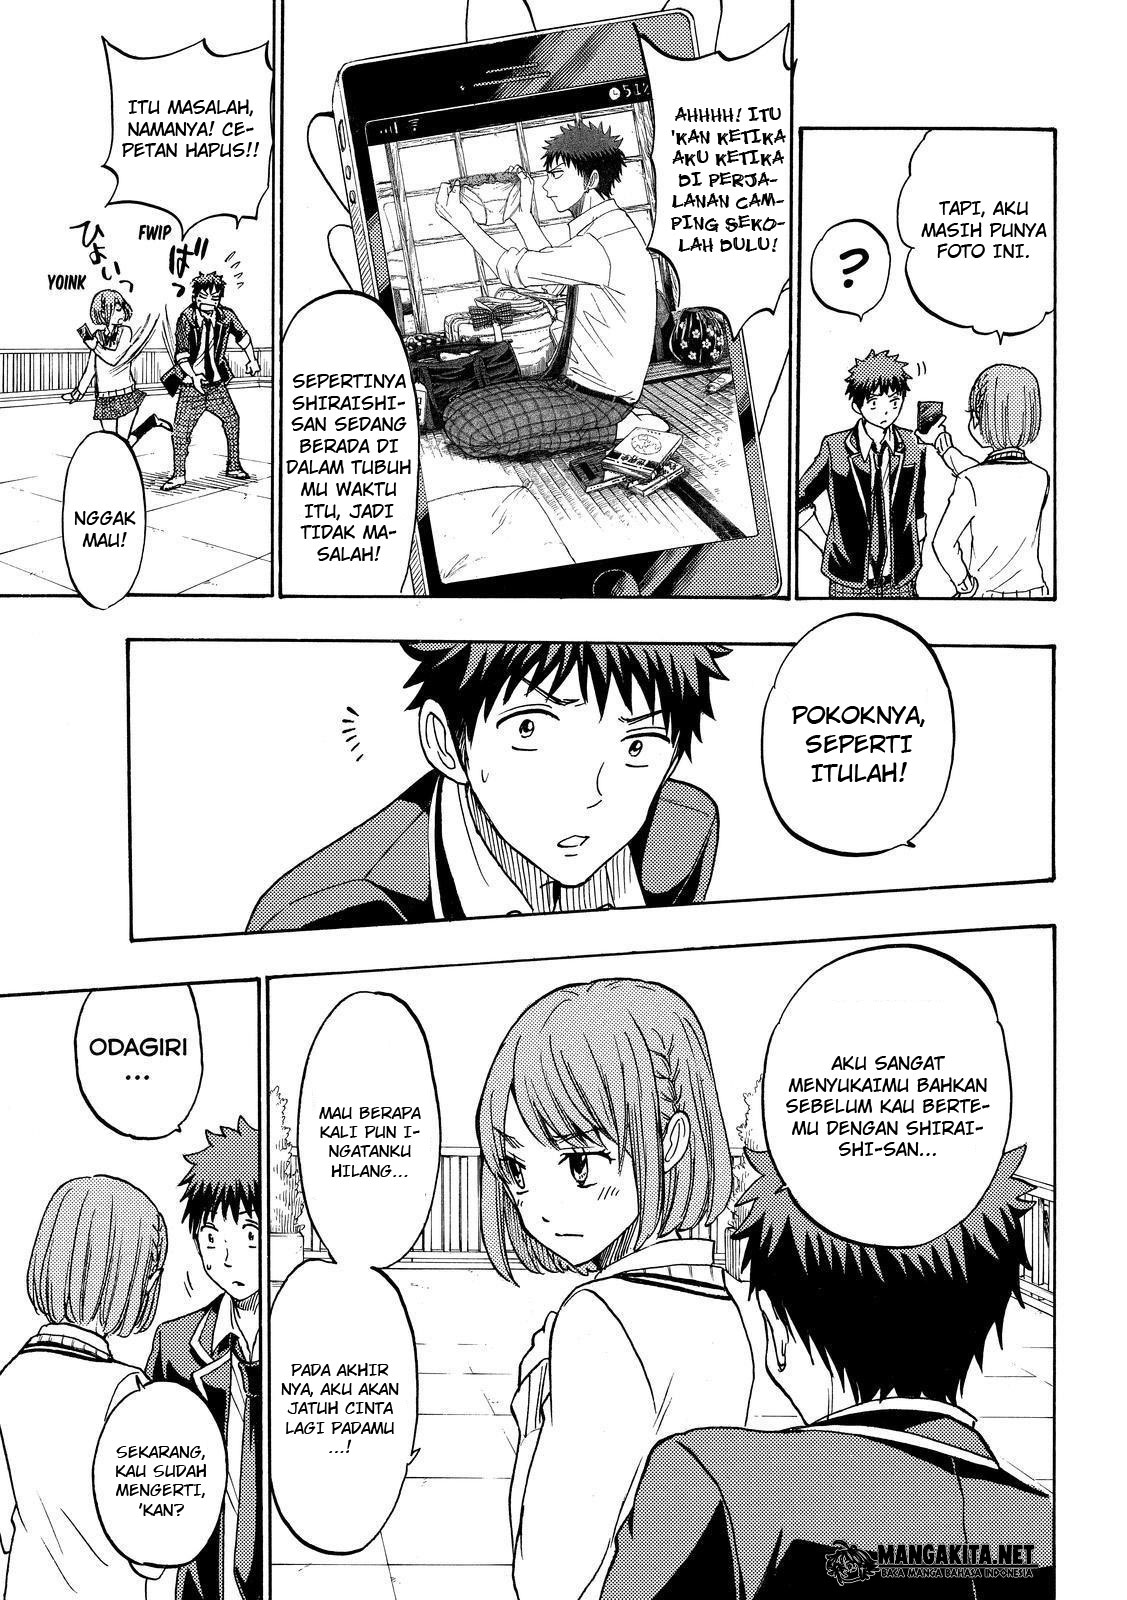 TAPI, AKU
MASIH PUNYA
FOTO INI.
?
5:1
AHHHH! ITU
'KAN KETIKA
AKU KETIKA
DI PERJA-
LANAN CAM-
PING SEKO-
LAH DULU!
SEPERTINYA
SHIRAISHI-
SAN SEDANG
BERADA DI
DALAM TUBUH
MU WAKTU
ITU, JADI
TIDAK MA-
SALAH!
ITU MASALAH,
NAMANYA! CE-
PETAN HAPUS!!
FWIP
ばっ
YOINK
ひょいっ
NGGAK
MAU!
POKOKNYA,
SEPERTI
ITULAH!
AKU SANGAT
MENYUKAIMU BAHKAN
SEBELUM KAU BERTE-
MU DENGAN SHIRAI-
SHI-SAN...
MAU BERAPA
KALI PUN I-
NGATANKU
HILANG...
PADA AKHIR
NYA, AKU AKAN
JATUH CINTA
LAGI PADAMU
...!
ODAGIRI
...
SEKARANG,
KAU SUDAH
MENGERTI,
'KAN?
MANGAKITA.NET
BACA MANGA BAHASA INDONESIA